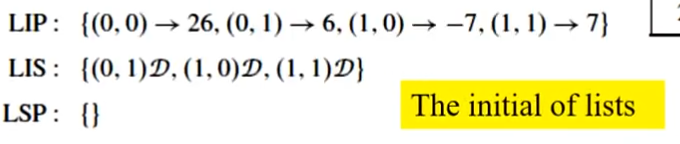 LIP : {(0, 0) → 26, (0, 1) → 6, (1, 0) → −7, (1, 1) → 7}
LIS : {(0, 1)𝒟, (1, 0)𝒟, (1, 1)𝒟}
LSP : {}
The initial of lists